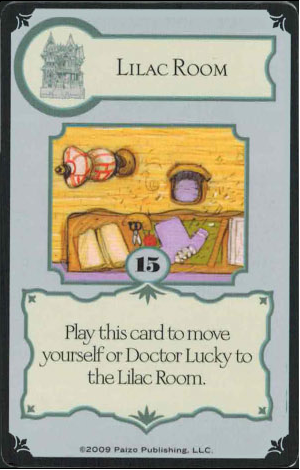 Lilac Room
15
Play this card to move
yourself or Doctor Lucky to
the Lilac Room.
©2009 Paizo Publishing, LLC.